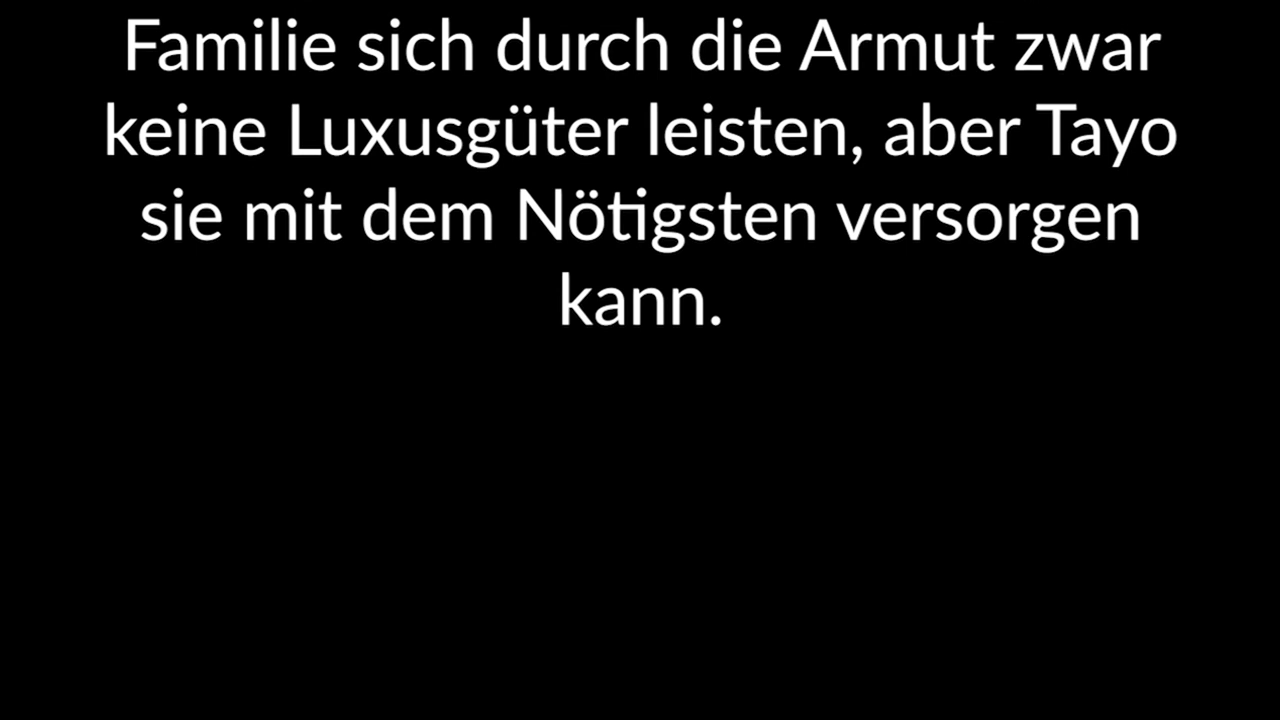 Familie sich durch die Armut zwar
keine Luxusgüter leisten, aber Tayo
sie mit dem Nötigsten versorgen
kann.